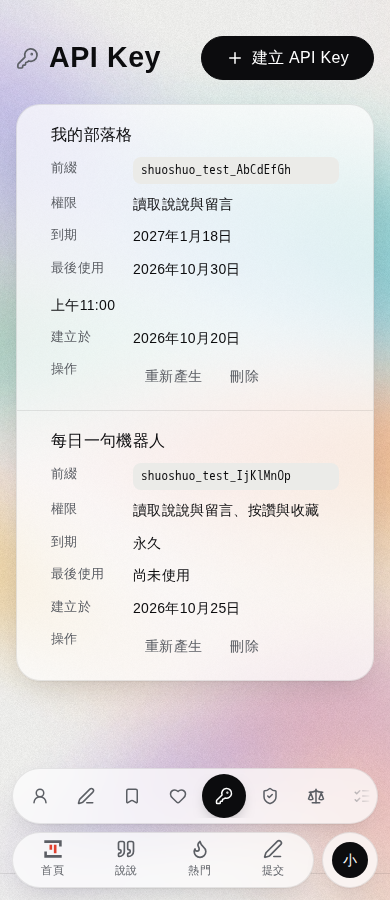 API Key
建立 API Key
我的部落格
前綴 shuoshuo_test_AbCdEfGh
權限 讀取說說與留言
到期 2027年1月18日
最後使用 2026年10月30日
上午11:00
建立於 2026年10月20日
操作 重新產生 刪除
每日一句機器人
前綴 shuoshuo_test_IjKlMnOp
權限 讀取說說與留言、按讚與收藏
到期 永久
最後使用 尚未使用
建立於 2026年10月25日
操作 重新產生 刪除
首頁 說說 熱門 提交 小